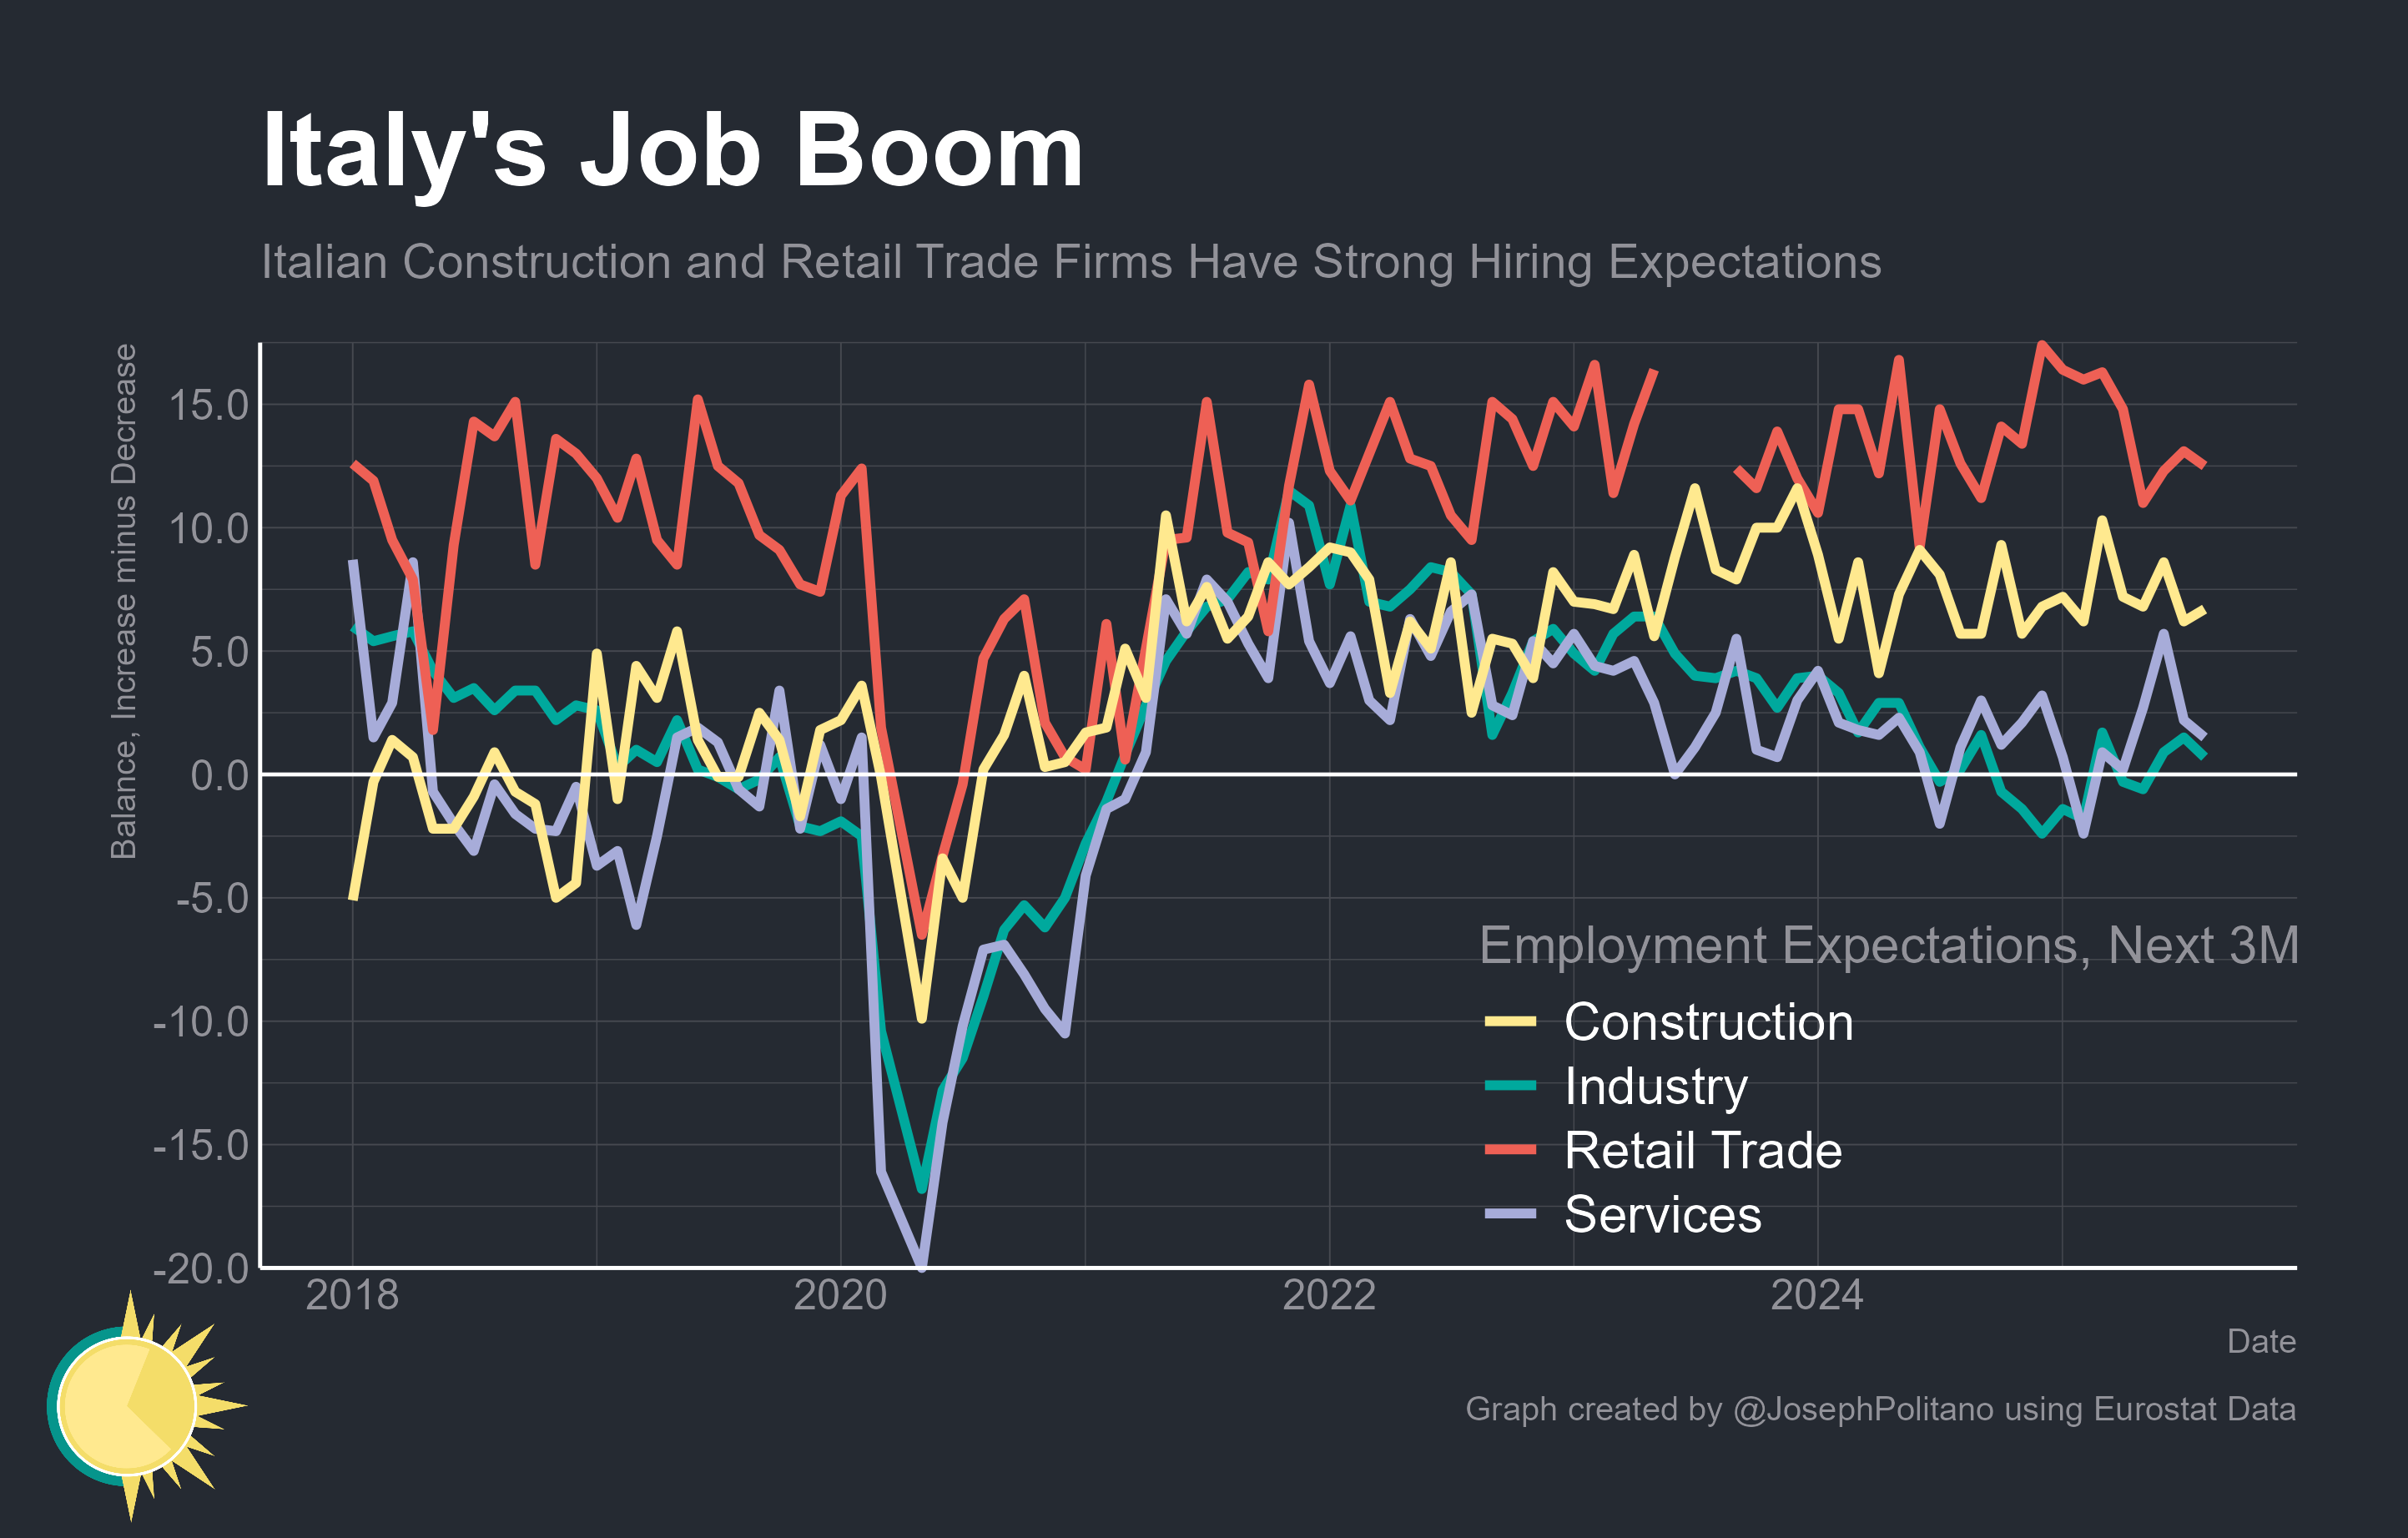 Italy's Job Boom
Italian Construction and Retail Trade Firms Have Strong Hiring Expectations
Balance, Increase minus Decrease
15.0
10.0
5.0
0.0
-5.0
-10.0
-15.0
-20.0
Employment Expectations, Next 3M
Construction
Industry
Retail Trade
Services
2018
2020
2022
2024
Date
Graph created by @JosephPolitano using Eurostat Data